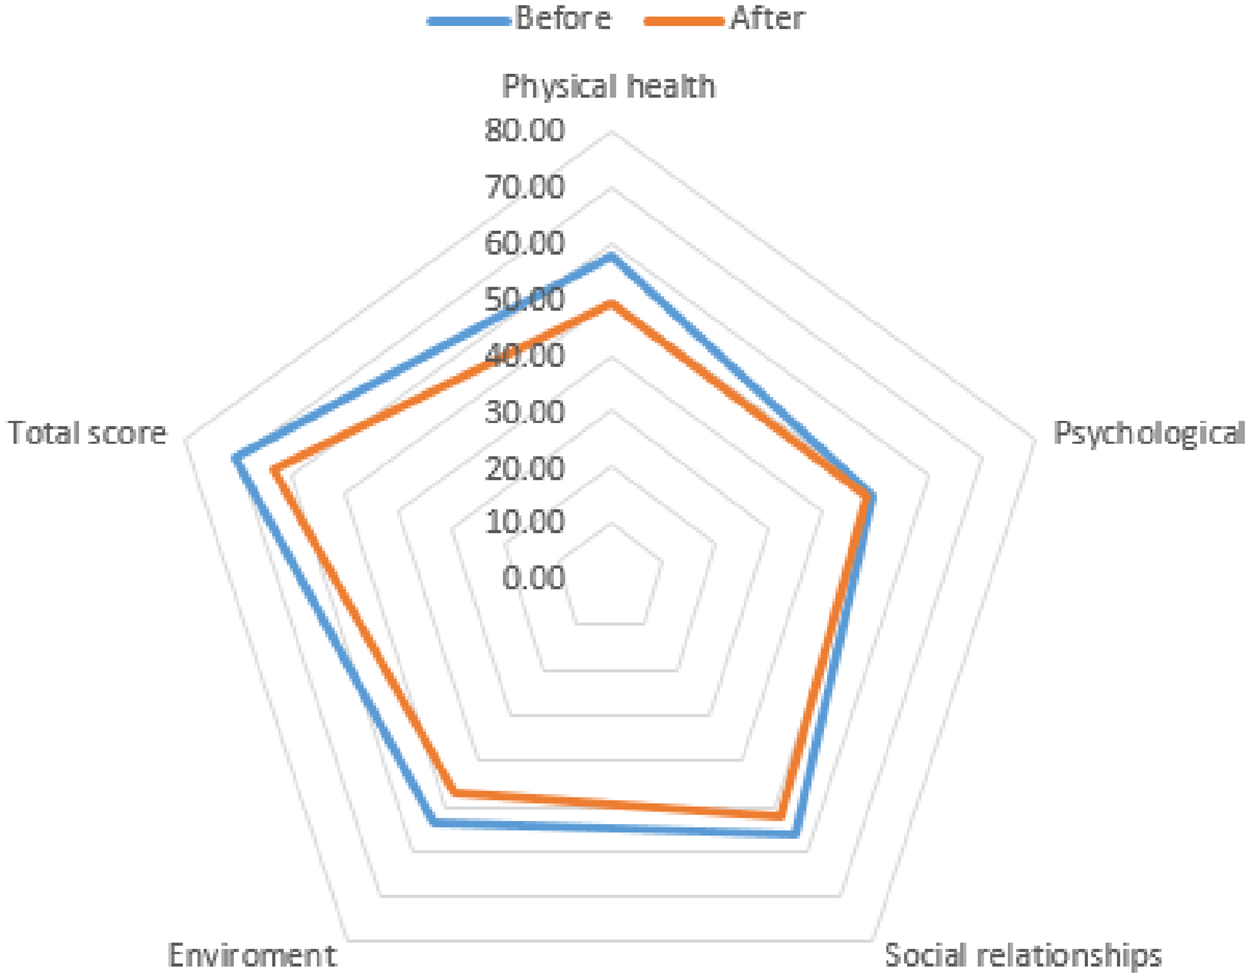 Before After
Physical health
80.00
70.00
60.00
50.00
40.00
30.00
20.00
10.00
0.00
Total score
Psychological
Enviroment
Social relationships